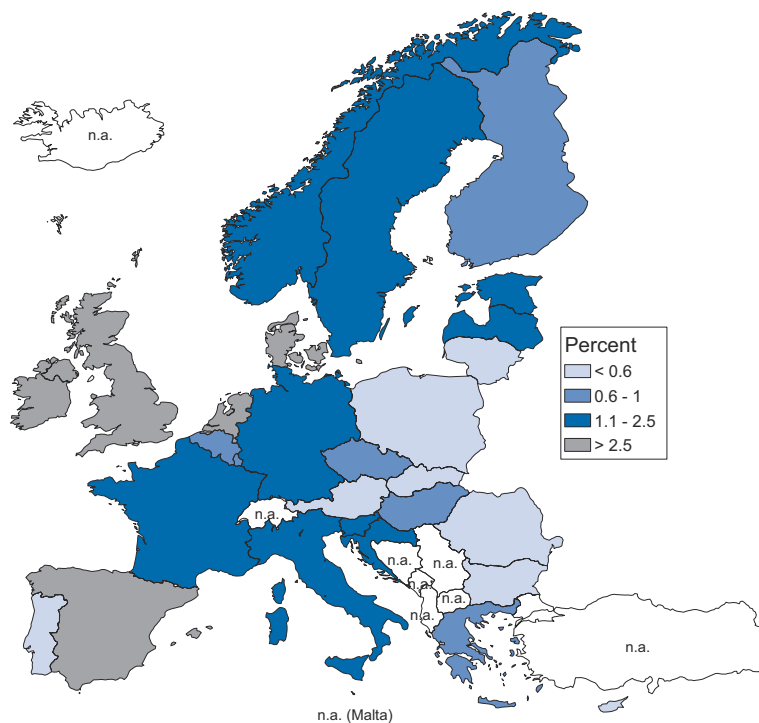 n.a.
Percent
< 0.6
0.6 - 1
1.1 - 2.5
> 2.5
n.a.
n.a.
n.a.
n.a.
n.a.
n.a.
n.a.
n.a. (Malta)